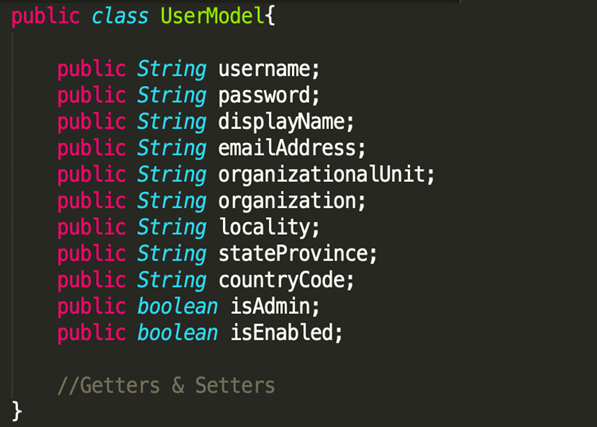 public class UserModel{
public String username;
public String password;
public String displayName;
public String emailAddress;
public String organizationalUnit;
public String organization;
public String locality;
public String stateProvince;
public String countryCode;
public boolean isAdmin;
public boolean isEnabled;
//Getters & Setters
}